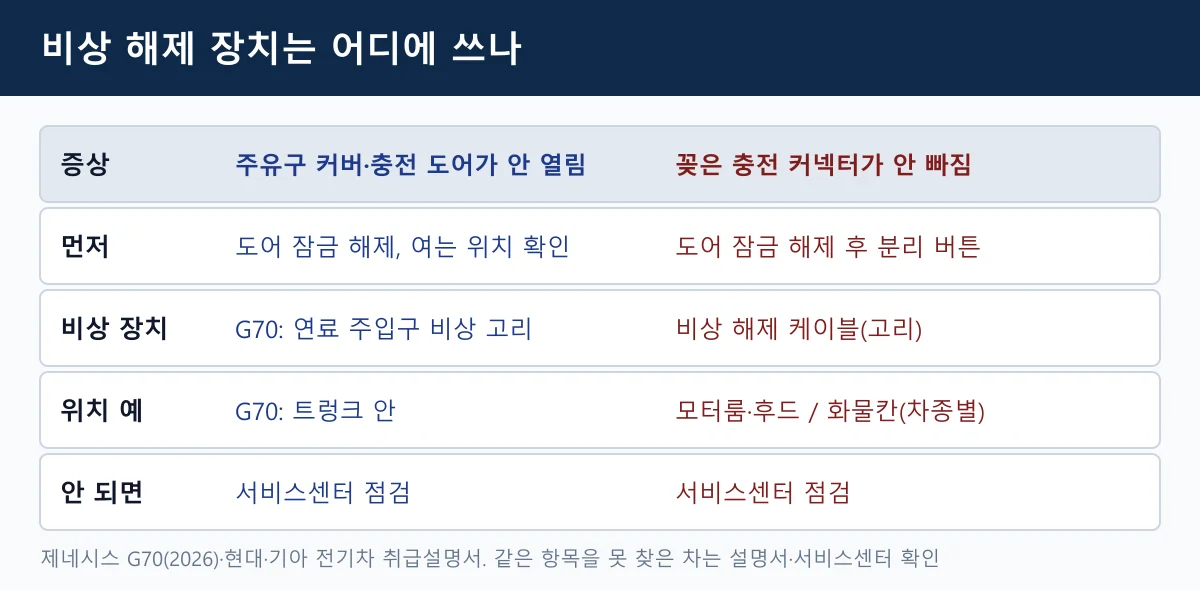 비상 해제 장치는 어디에 쓰나
증상 주유구 커버·충전 도어가 안 열림 꽂은 충전 커넥터가 안 빠짐
먼저 도어 잠금 해제, 여는 위치 확인 도어 잠금 해제 후 분리 버튼
비상 장치 G70: 연료 주입구 비상 고리 비상 해제 케이블(고리)
위치 예 G70: 트렁크 안 모터룸·후드 / 화물칸(차종별)
안 되면 서비스센터 점검 서비스센터 점검
제네시스 G70(2026)·현대·기아 전기차 취급설명서. 같은 항목을 못 찾은 차는 설명서·서비스센터 확인